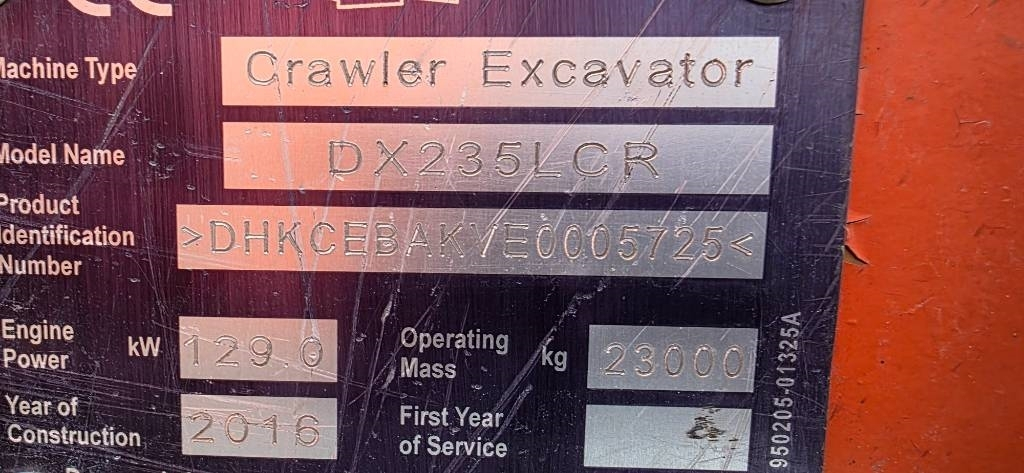 CE
Machine Type Crawler Excavator
Model Name DX235LCR
Product
Identification >DHKCEBAKVE0005725<
Number
Engine Operating
Power kW 129.0 Mass kg 23000
Year of First Year
Construction 2016 of Service
950205-01325A